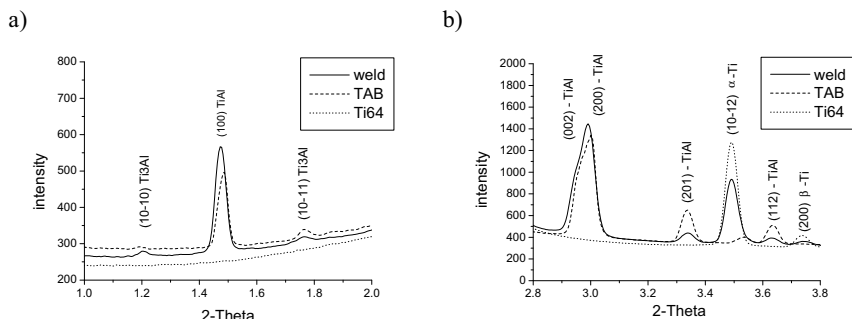 a)
800
700
600
500
400
300
200
intensity
1.0
1.2
1.4
1.6
1.8
2.0
2-Theta
(10-10) Ti3Al
(100) TiAl
(10-11) Ti3Al
weld
TAB
Ti64
b)
2000
1800
1600
1400
1200
1000
800
600
400
200
0
intensity
2.8
3.0
3.2
3.4
3.6
3.8
2-Theta
(002) - TiAl
(200) - TiAl
(201) - TiAl
(10-12) α -Ti
(112) -TiAl
(200) β -Ti
weld
TAB
Ti64